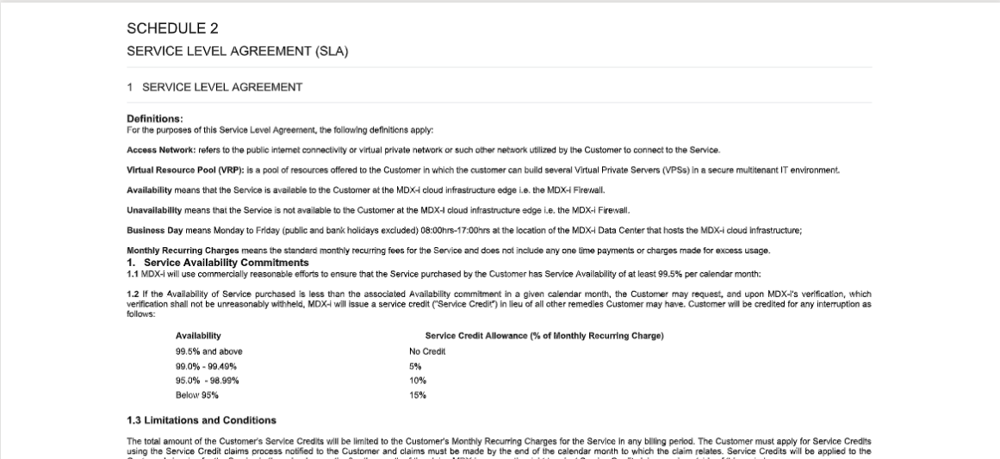 SCHEDULE 2
SERVICE LEVEL AGREEMENT (SLA)
1 SERVICE LEVEL AGREEMENT
Definitions:
For the purposes of this Service Level Agreement, the following definitions apply:
Access Network: refers to the public internet connectivity or virtual private network or such other network utilized by the Customer to connect to the Service.
Virtual Resource Pool (VRP): is a pool of resources offered to the Customer in which the customer can build several Virtual Private Servers (VPSs) in a secure multitenant IT environment.
Availability means that the Service is available to the Customer at the MDX-i cloud infrastructure edge i.e. the MDX-i Firewall.
Unavailability means that the Service is not available to the Customer at the MDX-I cloud infrastructure edge i.e. the MDX-i Firewall.
Business Day means Monday to Friday (public and bank holidays excluded) 08:00hrs-17:00hrs at the location of the MDX-i Data Center that hosts the MDX-i cloud infrastructure;
Monthly Recurring Charges means the standard monthly recurring fees for the Service and does not include any one time payments or charges made for excess usage.
1. Service Availability Commitments
1.1 MDX-i will use commercially reasonable efforts to ensure that the Service purchased by the Customer has Service Availability of at least 99.5% per calendar month:
1.2 If the Availability of Service purchased is less than the associated Availability commitment in a given calendar month, the Customer may request, and upon MDX-i's verification, which
verification shall not be unreasonably withheld, MDX-i will issue a service credit ("Service Credit") in lieu of all other remedies Customer may have. Customer will be credited for any interruption as
follows:
Availability Service Credit Allowance (% of Monthly Recurring Charge)
99.5% and above No Credit
99.0% - 99.49% 5%
95.0% - 98.99% 10%
Below 95% 15%
1.3 Limitations and Conditions
The total amount of the Customer's Service Credits will be limited to the Customer's Monthly Recurring Charges for the Service in any billing period. The Customer must apply for Service Credits
using the Service Credit claims process notified to the Customer and claims must be made by the end of the calendar month to which the claim relates. Service Credits will be applied to the